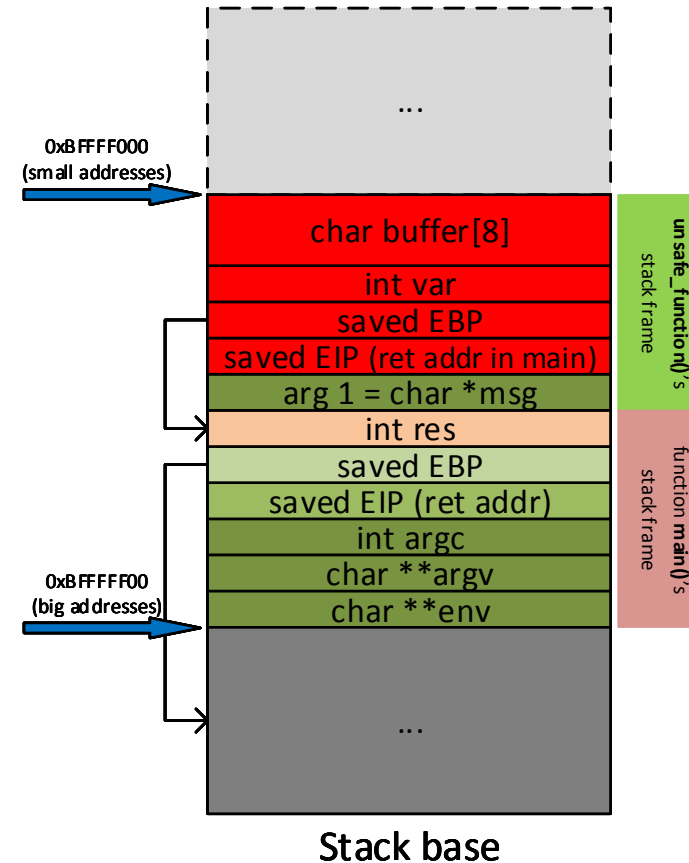 ...
0xBFFFF000
(small addresses)
char buffer[8]
int var
saved EBP
saved EIP (ret addr in main)
arg 1 = char *msg
unsafe_function()'s
stack frame
int res
saved EBP
saved EIP (ret addr)
int argc
char **argv
char **env
function main()'s
stack frame
0xBFFFFF00
(big addresses)
...
Stack base